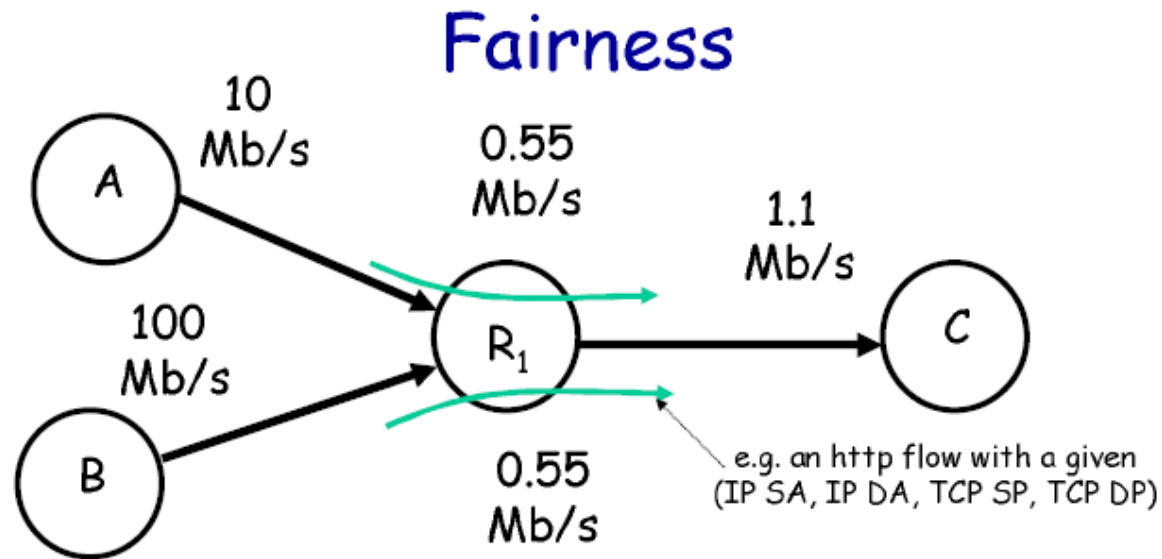 Fairness
10
Mb/s
A
0.55
Mb/s
1.1
Mb/s
100
Mb/s
R1
C
B
0.55
Mb/s
e.g. an http flow with a given
(IP SA, IP DA, TCP SP, TCP DP)